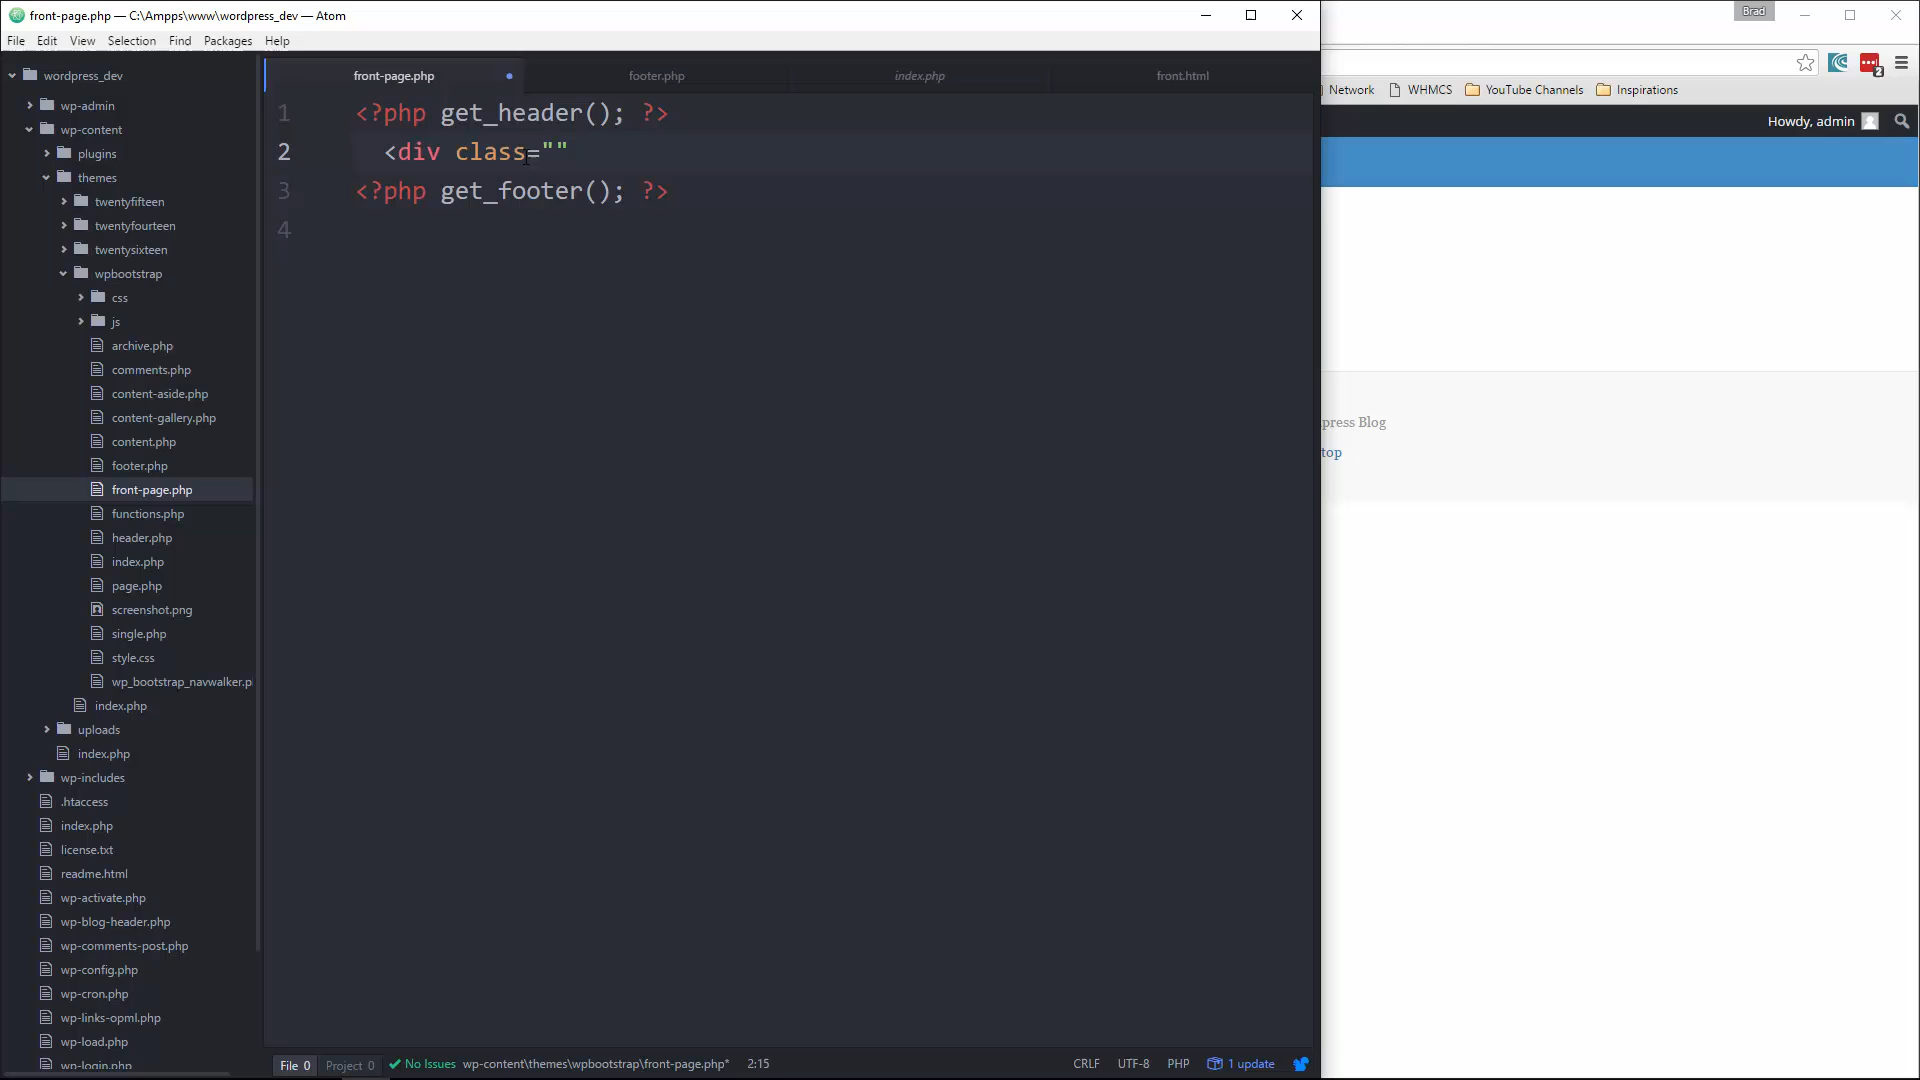 front-page.php — C:\Ampps\www\wordpress_dev — Atom
Brad
File Edit View Selection Find Packages Help
wordpress_dev
wp-admin
wp-content
plugins
themes
twentyfifteen
twentyfourteen
twentysixteen
wpbootstrap
css
js
archive.php
comments.php
content-aside.php
content-gallery.php
content.php
footer.php
front-page.php
functions.php
header.php
index.php
page.php
screenshot.png
single.php
style.css
wp_bootstrap_navwalker.p
index.php
uploads
index.php
wp-includes
.htaccess
index.php
license.txt
readme.html
wp-activate.php
wp-blog-header.php
wp-comments-post.php
wp-config.php
wp-cron.php
wp-links-opml.php
wp-load.php
wp-login.php
front-page.php footer.php index.php front.html
1 <?php get_header(); ?>
2 <div class=""
3 <?php get_footer(); ?>
4
File 0 Project 0 No Issues wp-content\themes\wpbootstrap\front-page.php* 2:15 CRLF UTF-8 PHP 1 update
2
Network WHMCS YouTube Channels Inspirations
Howdy, admin
press Blog
top